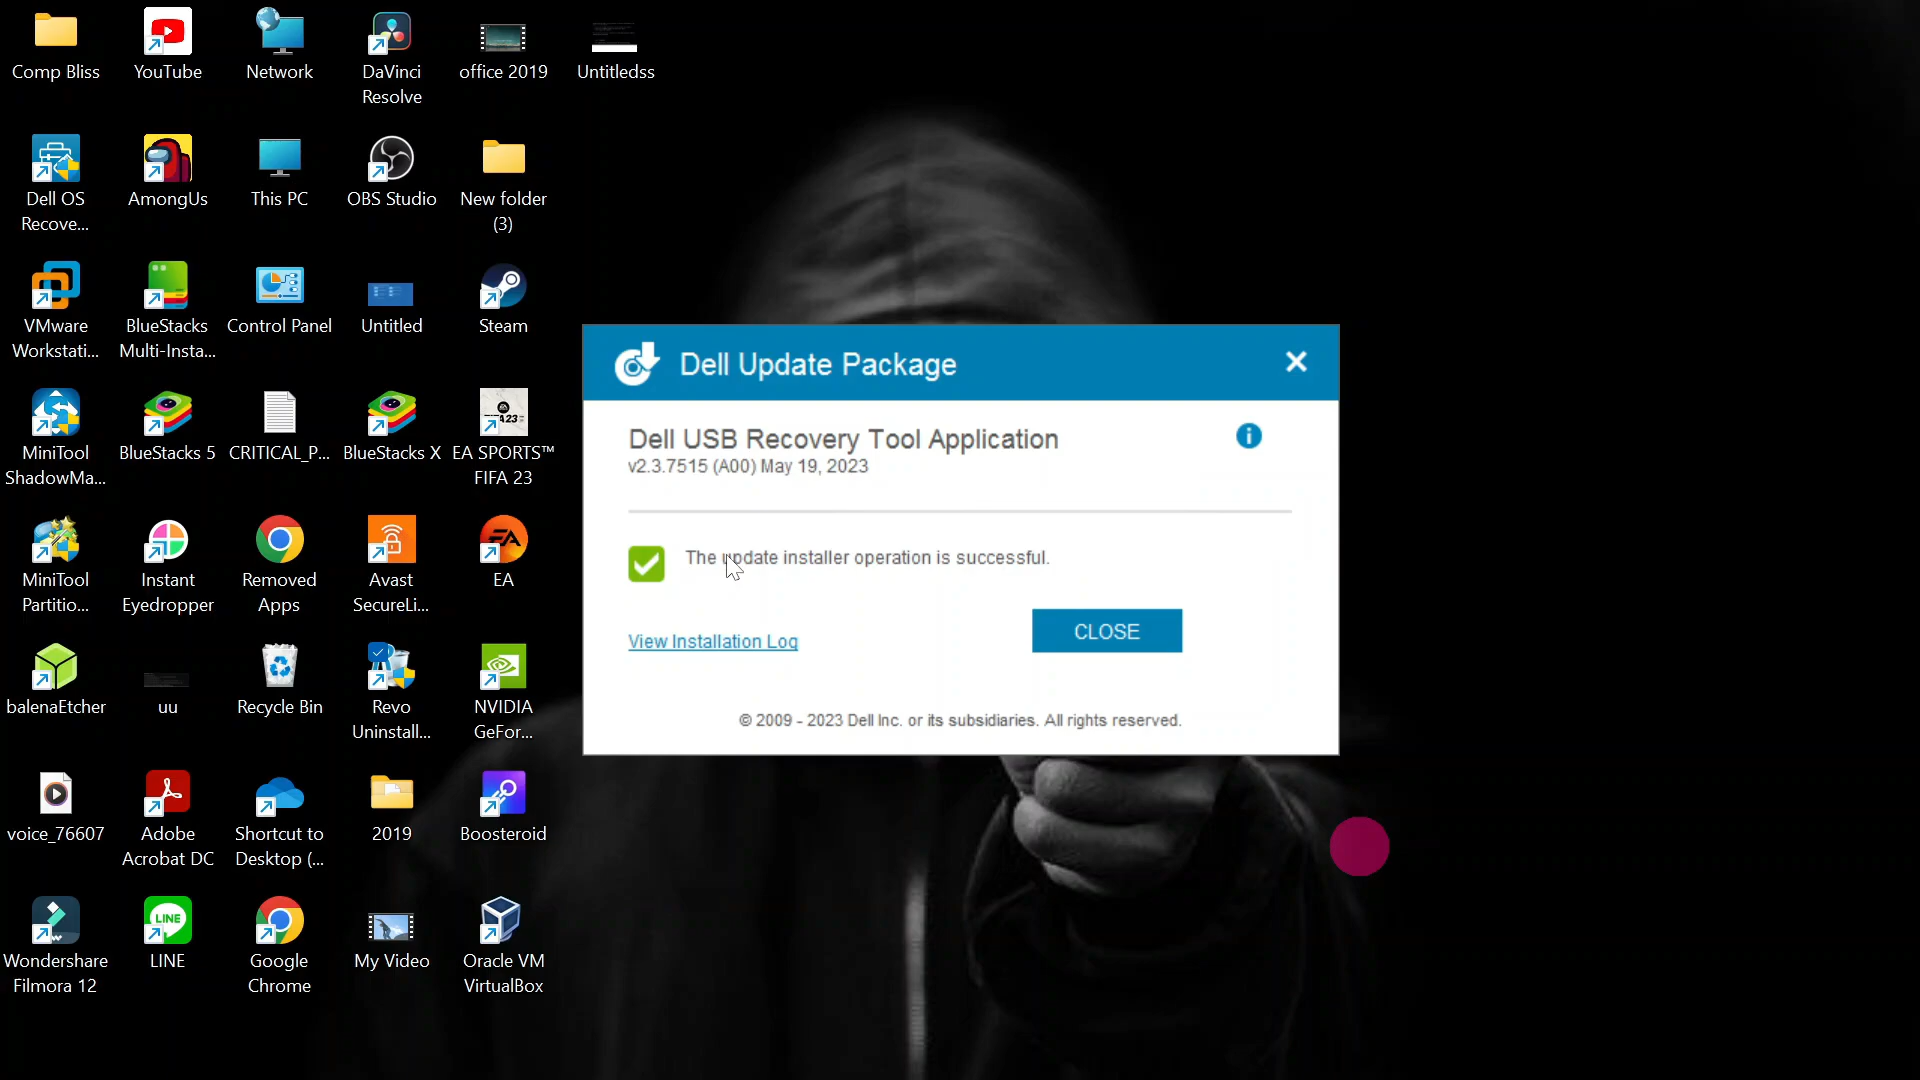 Comp Bliss
YouTube
Network
DaVinci
Resolve
office 2019
Untitledss
Dell OS
Recove...
AmongUs
This PC
OBS Studio
New folder
(3)
VMware
Workstati...
BlueStacks
Multi-Insta...
Control Panel
Untitled
Steam
MiniTool
ShadowMa...
BlueStacks 5
CRITICAL_P...
BlueStacks X
EA SPORTS™
FIFA 23
MiniTool
Partitio...
Instant
Eyedropper
Removed
Apps
Avast
SecureLi...
EA
balenaEtcher
uu
Recycle Bin
Revo
Uninstall...
NVIDIA
GeFor...
voice_76607
Adobe
Acrobat DC
Shortcut to
Desktop (...
2019
Boosteroid
Wondershare
Filmora 12
LINE
LINE
Google
Chrome
My Video
Oracle VM
VirtualBox
Dell Update Package
Dell USB Recovery Tool Application
v2.3.7515 (A00) May 19, 2023
The update installer operation is successful.
View Installation Log
CLOSE
© 2009 - 2023 Dell Inc. or its subsidiaries. All rights reserved.